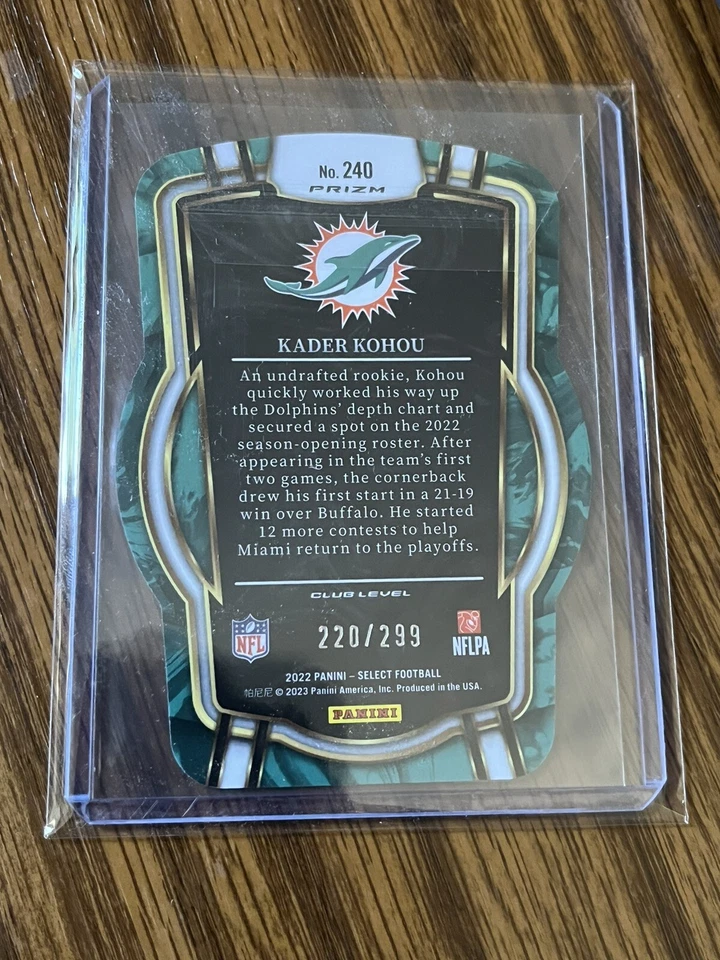 No. 240
PRIZM
KADER KOHOU
An undrafted rookie, Kohou
quickly worked his way up
the Dolphins' depth chart and
secured a spot on the 2022
season-opening roster. After
appearing in the team's first
two games, the cornerback
drew his first start in a 21-19
win over Buffalo. He started
12 more contests to help
Miami return to the playoffs.
CLUB LEVEL
NFL
220/299
NFLPA
2022 PANINI – SELECT FOOTBALL
帕尼尼 © 2023 Panini America, Inc. Produced in the USA.
PANINI